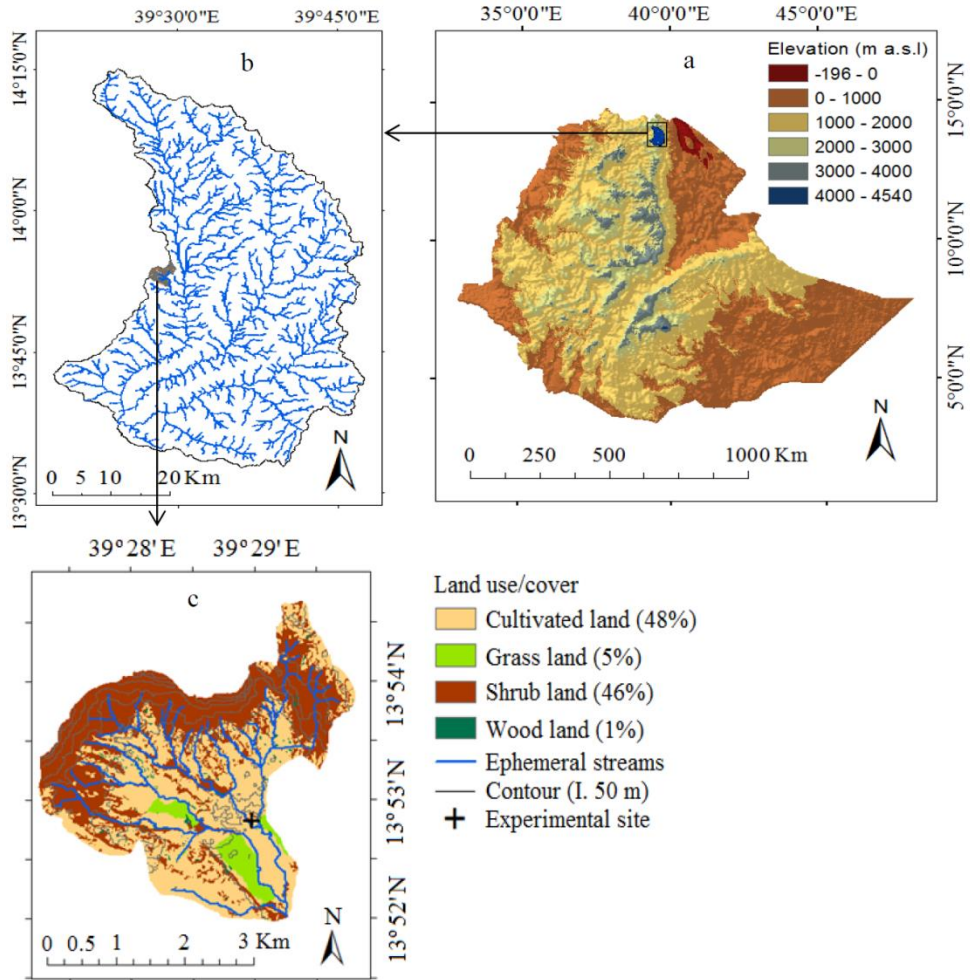 39°30'0"E 39°45'0"E
35°0'0"E 40°0'0"E 45°0'0"E
b
14°15'0"N
14°0'0"N
13°45'0"N
13°30'0"N
N
0 5 10 20 Km
a
Elevation (m a.s.l)
-196 - 0
0 - 1000
1000 - 2000
2000 - 3000
3000 - 4000
4000 - 4540
15°0'0"N
10°0'0"N
5°0'0"N
N
0 250 500 1000 Km
39°28' E 39°29' E
c
13°54'N
13°53'N
13°52'N
N
0 0.5 1 2 3 Km
Land use/cover
Cultivated land (48%)
Grass land (5%)
Shrub land (46%)
Wood land (1%)
Ephemeral streams
Contour (I. 50 m)
Experimental site